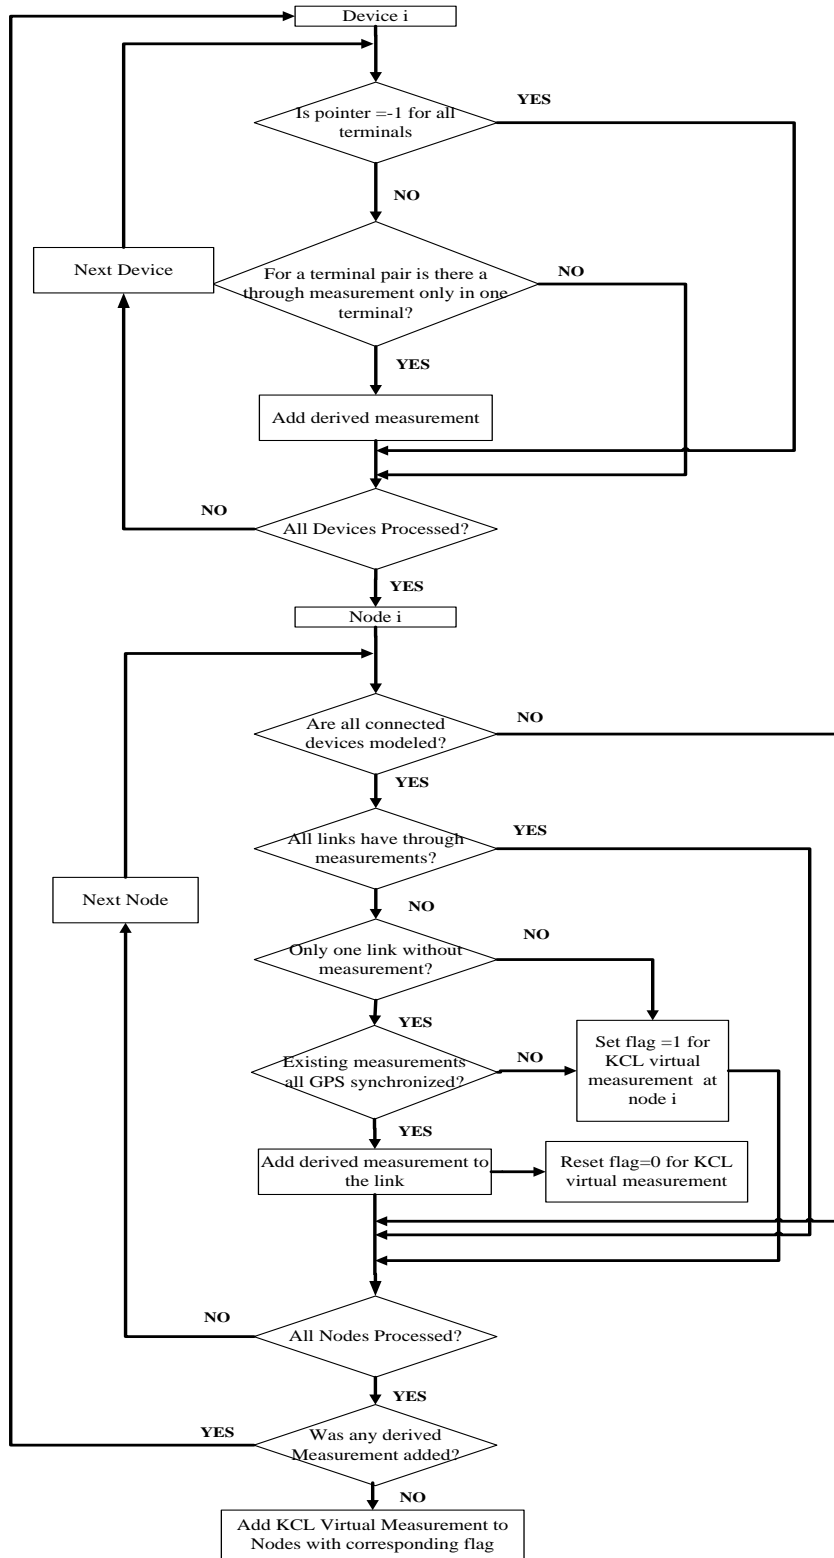 Device i
Is pointer =-1 for all
terminals
YES
NO
Next Device
For a terminal pair is there a
through measurement only in one
terminal?
NO
YES
Add derived measurement
NO
All Devices Processed?
YES
Node i
Are all connected
devices modeled?
NO
YES
All links have through
measurements?
YES
Next Node
NO
Only one link without
measurement?
NO
YES
Existing measurements
all GPS synchronized?
NO
Set flag =1 for
KCL virtual
measurement at
node i
YES
Add derived measurement to
the link
Reset flag=0 for KCL
virtual measurement
NO
All Nodes Processed?
YES
YES
Was any derived
Measurement added?
NO
Add KCL Virtual Measurement to
Nodes with corresponding flag